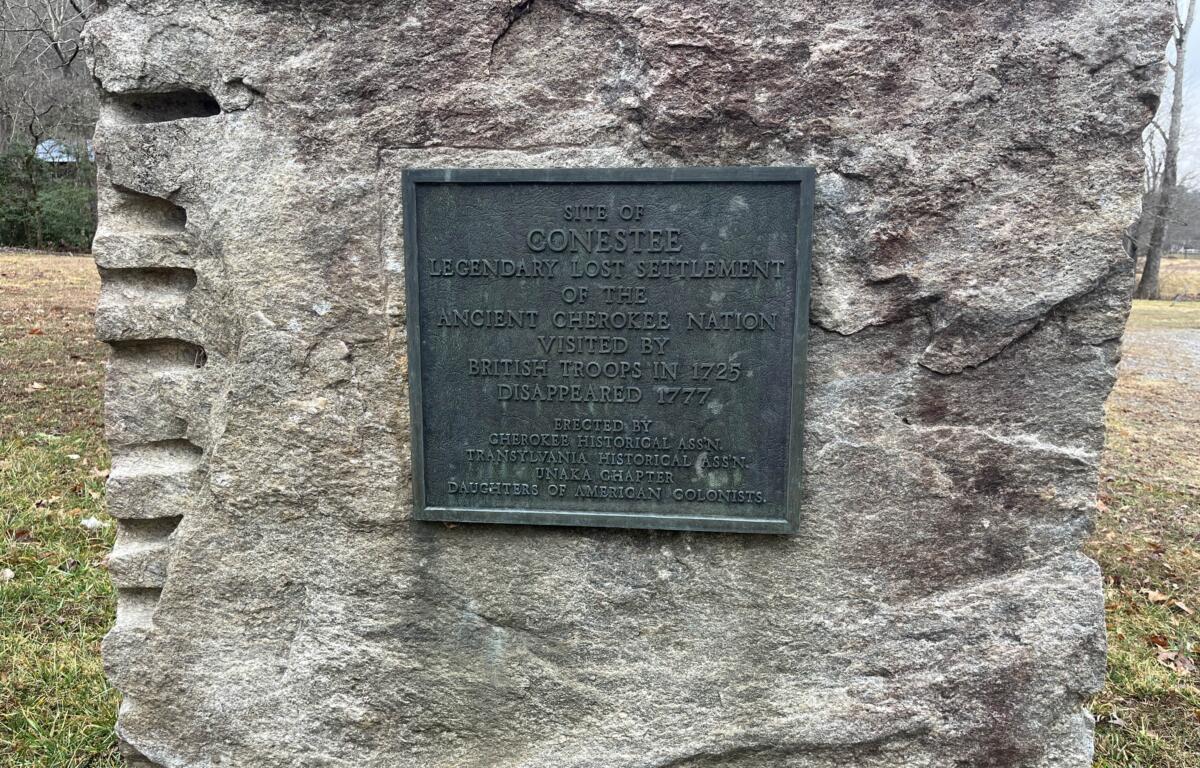 SITE OF
CONESTEE
LEGENDARY LOST SETTLEMENT
OF THE
ANCIENT CHEROKEE NATION
VISITED BY
BRITISH TROOPS IN 1725
DISAPPEARED 1777
ERECTED BY
CHEROKEE HISTORICAL ASS'N.
TRANSYLVANIA HISTORICAL ASS'N.
UNAKA CHAPTER
DAUGHTERS OF AMERICAN COLONISTS.